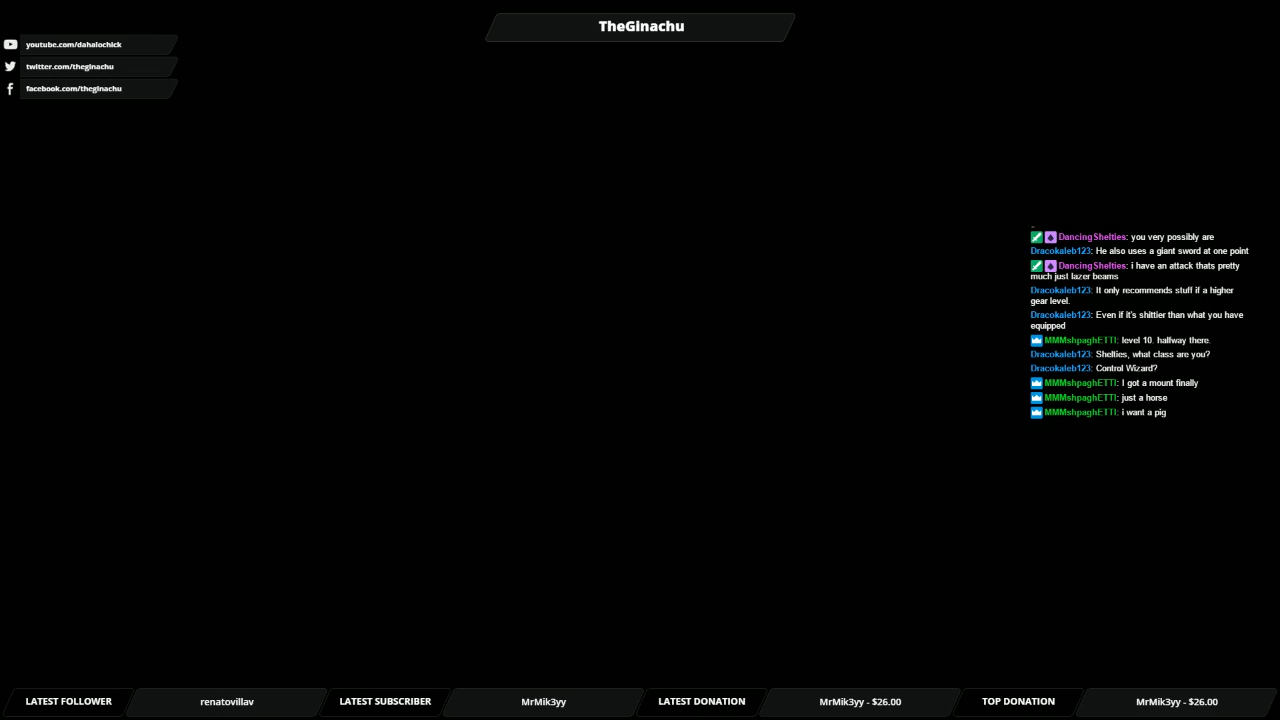 TheGinachu
youtube.com/dahalochick
twitter.com/theginachu
facebook.com/theginachu
DancingShelties: you very possibly are
Dracokaleb123: He also uses a giant sword at one point
DancingShelties: i have an attack thats pretty
much just lazer beams
Dracokaleb123: It only recommends stuff if a higher
gear level.
Dracokaleb123: Even if it's shittier than what you have
equipped
MMMshpaghETTI: level 10. halfway there.
Dracokaleb123: Shelties, what class are you?
Dracokaleb123: Control Wizard?
MMMshpaghETTI: I got a mount finally
MMMshpaghETTI: just a horse
MMMshpaghETTI: i want a pig
LATEST FOLLOWER renatovillav LATEST SUBSCRIBER MrMik3yy LATEST DONATION MrMik3yy - $26.00 TOP DONATION MrMik3yy - $26.00